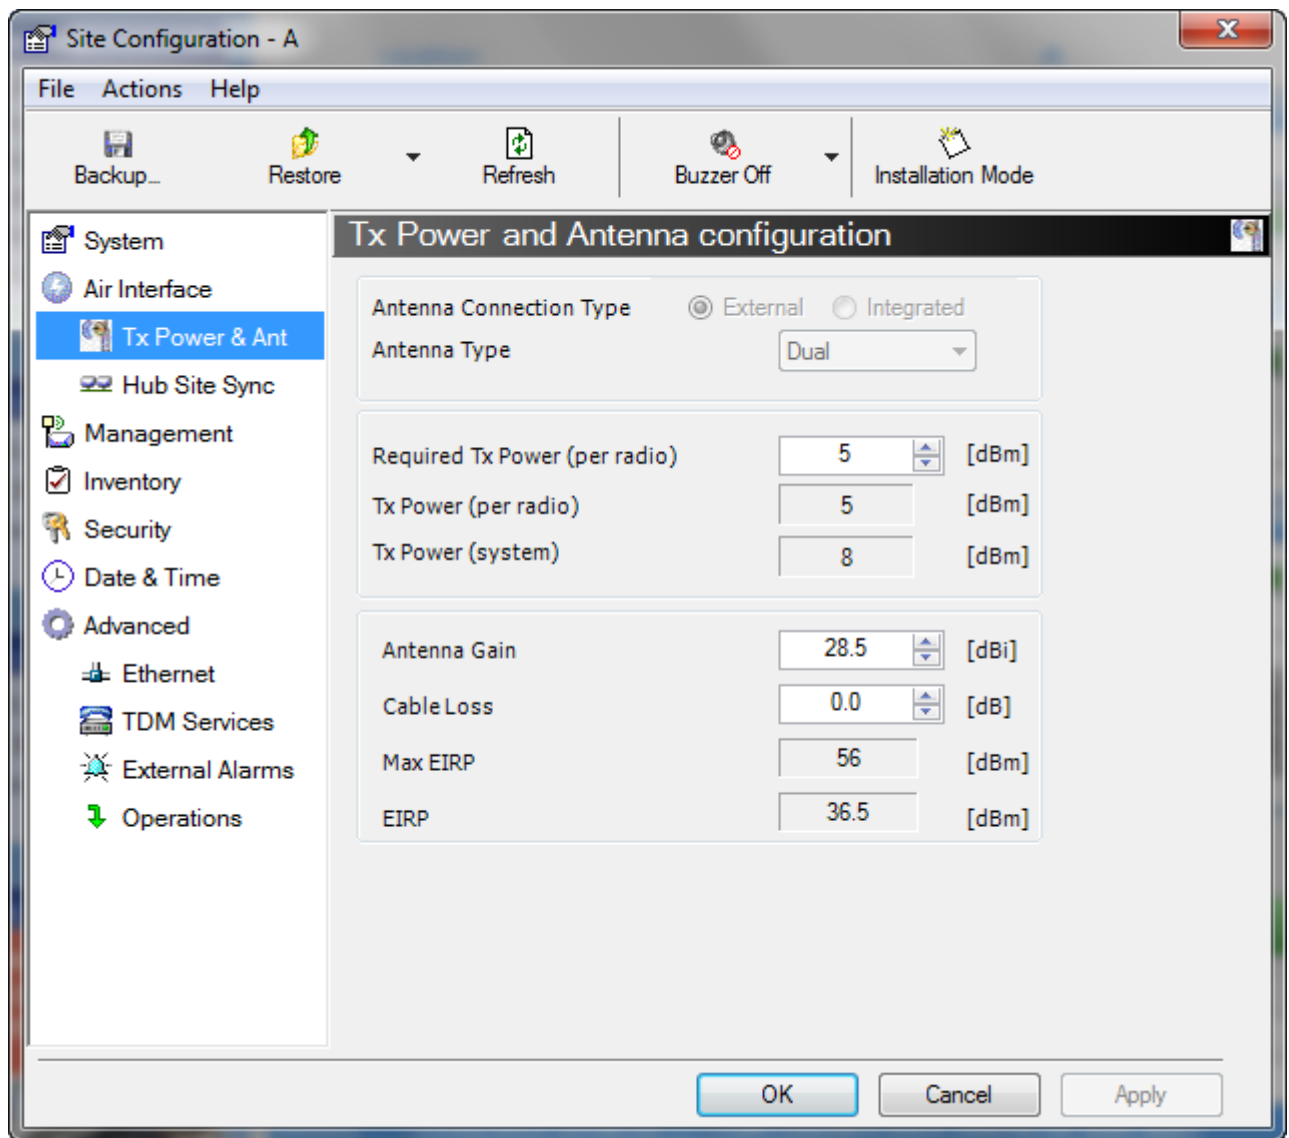 Site Configuration - A
File Actions Help
Backup... Restore Refresh Buzzer Off Installation Mode
System
Air Interface
Tx Power & Ant
Hub Site Sync
Management
Inventory
Security
Date & Time
Advanced
Ethernet
TDM Services
External Alarms
Operations
Tx Power and Antenna configuration
Antenna Connection Type External Integrated
Antenna Type Dual
Required Tx Power (per radio) 5 [dBm]
Tx Power (per radio) 5 [dBm]
Tx Power (system) 8 [dBm]
Antenna Gain 28.5 [dBi]
Cable Loss 0.0 [dB]
Max EIRP 56 [dBm]
EIRP 36.5 [dBm]
OK Cancel Apply